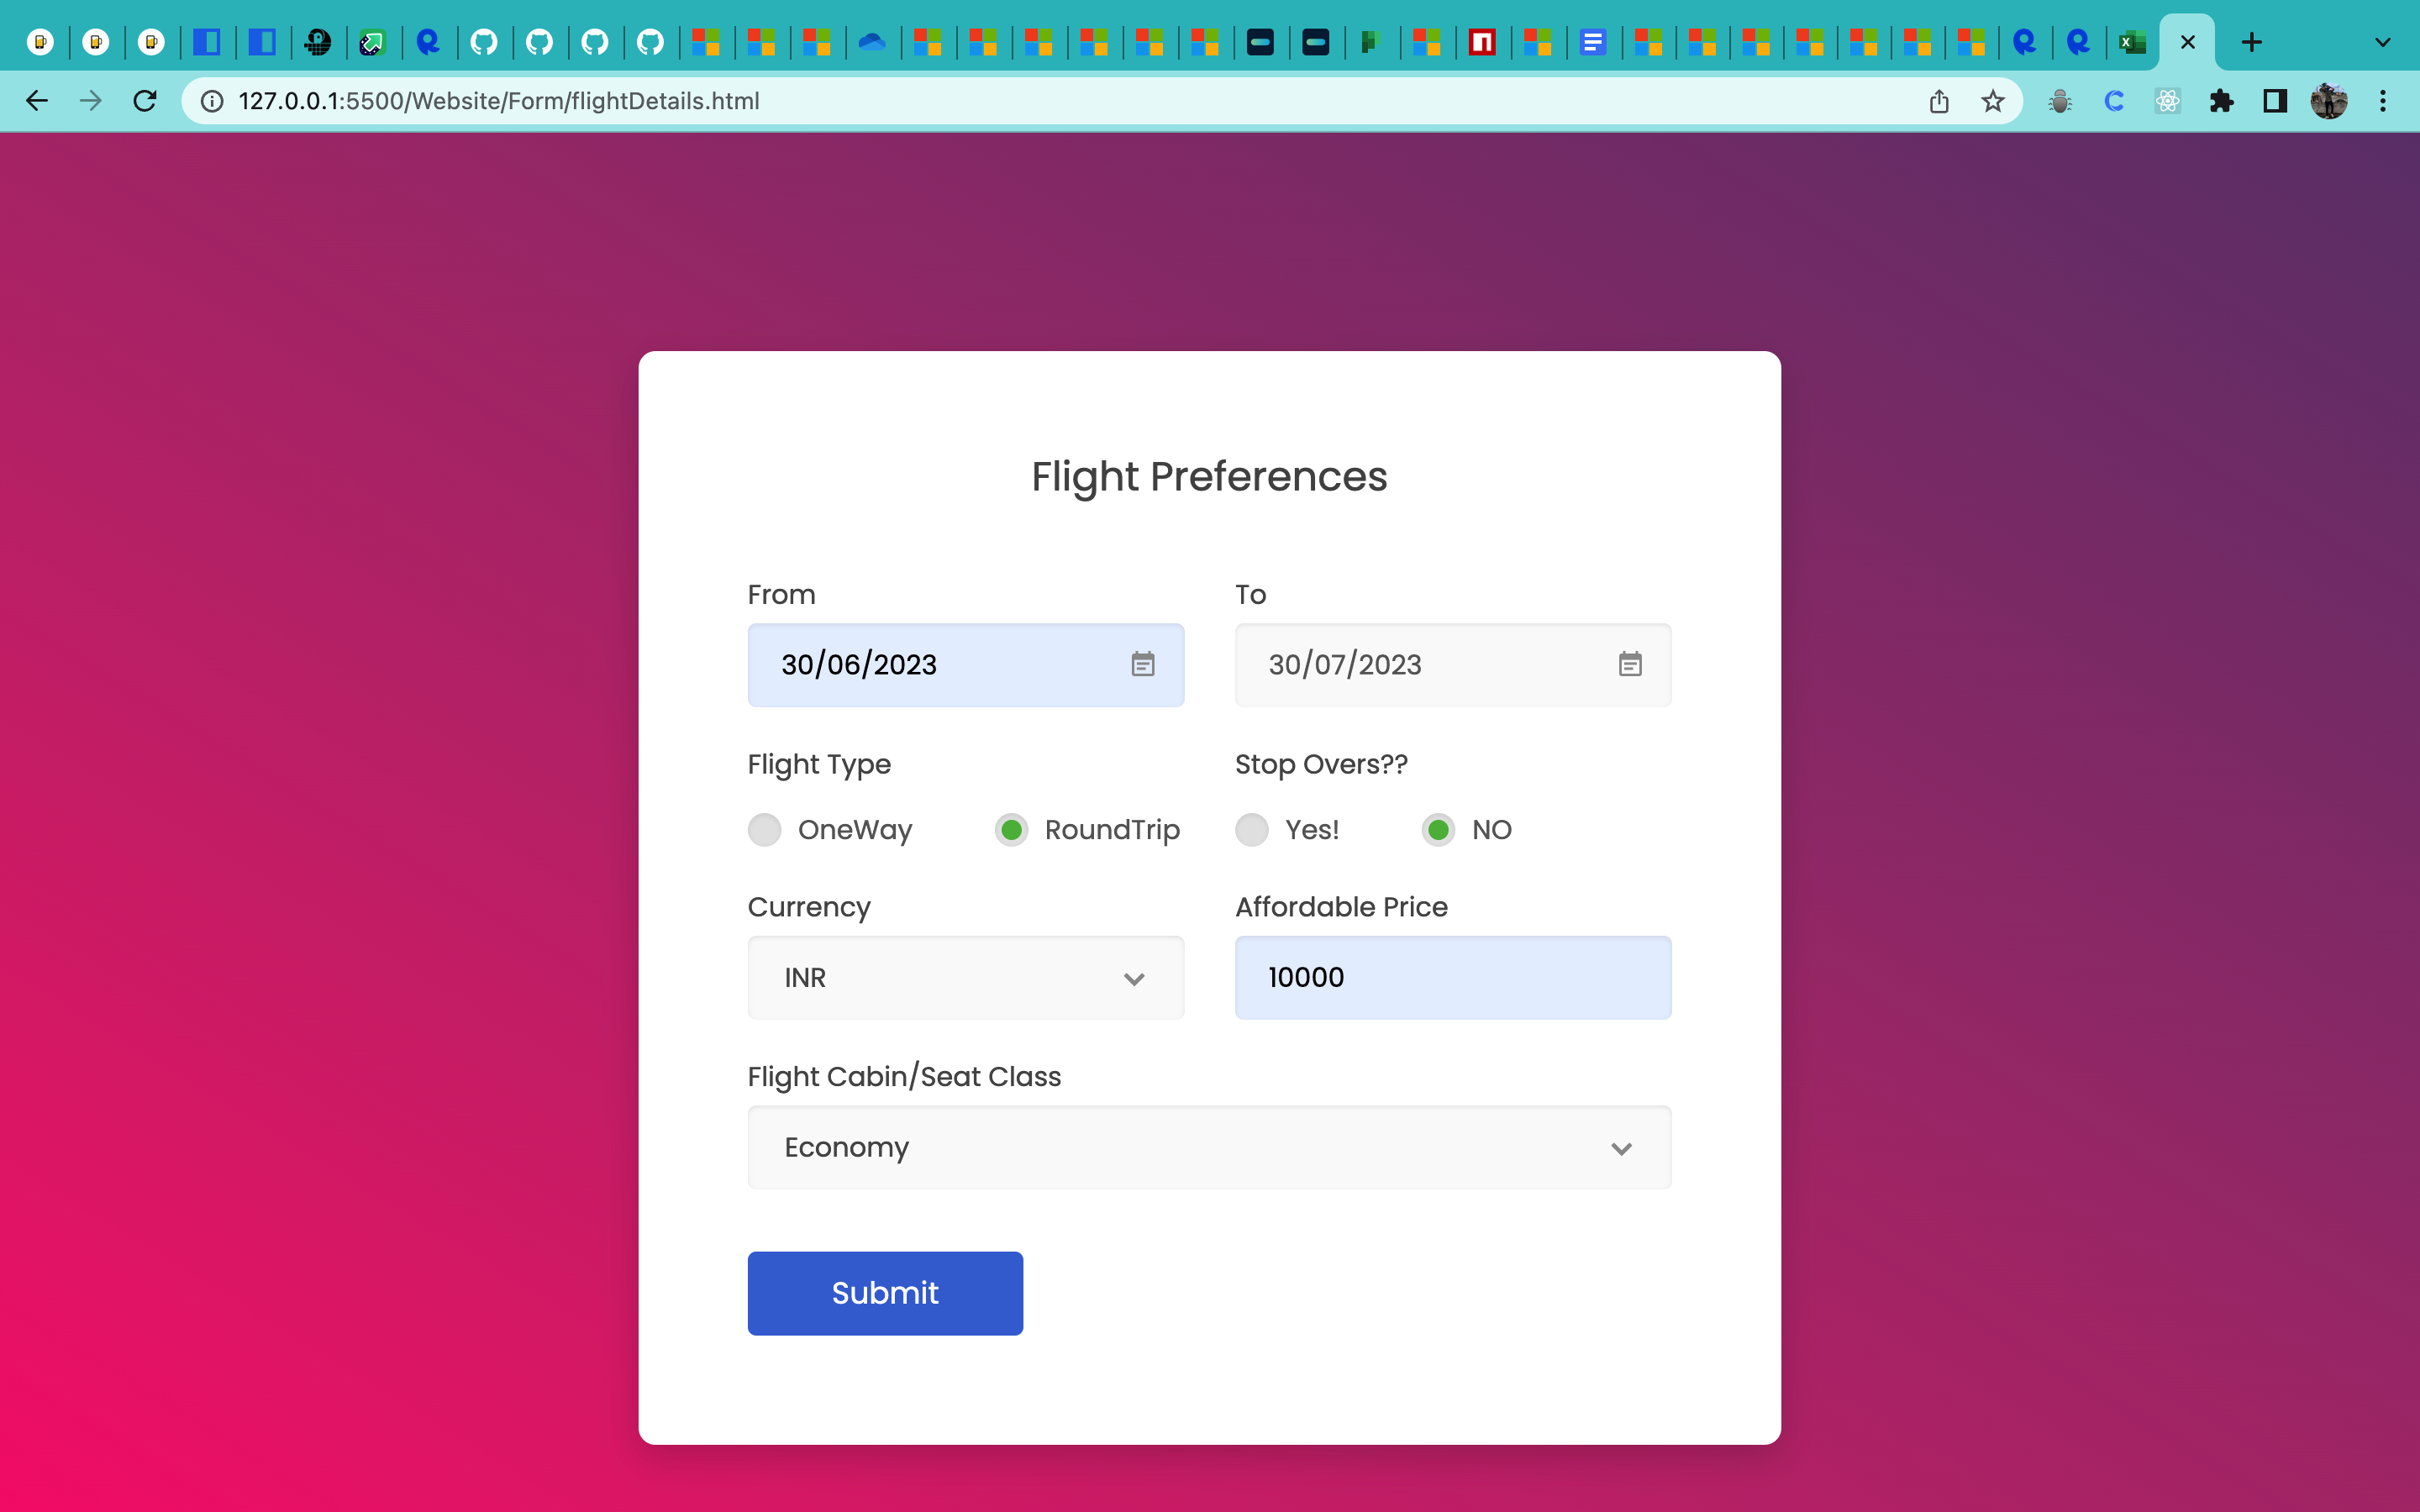 127.0.0.1:5500/Website/Form/flightDetails.html
Flight Preferences
From To
30/06/2023 30/07/2023
Flight Type Stop Overs??
OneWay RoundTrip Yes! NO
Currency Affordable Price
INR 10000
Flight Cabin/Seat Class
Economy
Submit